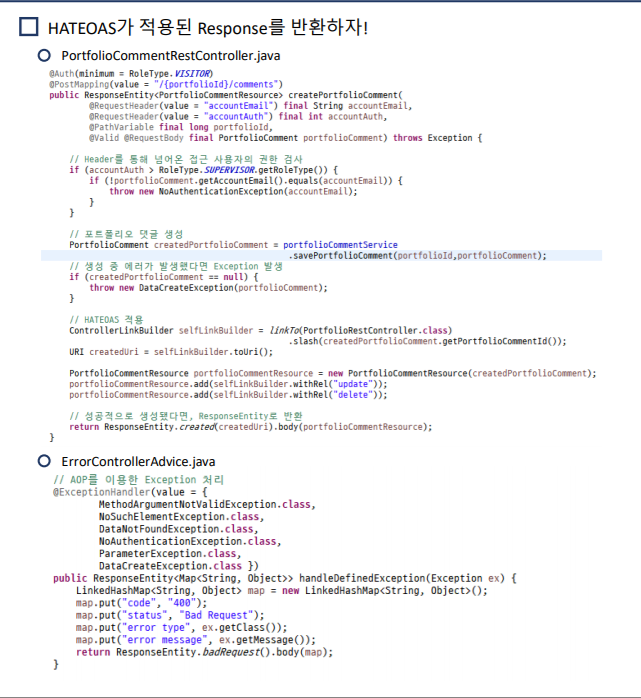 HATEOAS가 적용된 Response를 반환하자!
PortfolioCommentRestController.java
@Auth(minimum = RoleType.VISITOR)
@PostMapping(value = "/{portfolioId}/comments")
public ResponseEntity<PortfolioCommentResource> createPortfolioComment(
@RequestHeader(value = "accountEmail") final String accountEmail,
@RequestHeader(value = "accountAuth") final int accountAuth,
@PathVariable final long portfolioId,
@Valid @RequestBody final PortfolioComment portfolioComment) throws Exception {
// Header를 통해 넘어온 접근 사용자의 권한 검사
if (accountAuth > RoleType.SUPERVISOR.getRoleType()) {
if (!portfolioComment.getAccountEmail().equals(accountEmail)) {
throw new NoAuthenticationException(accountEmail);
}
}
// 포트폴리오 댓글 생성
PortfolioComment createdPortfolioComment = portfolioCommentService
.savePortfolioComment(portfolioId,portfolioComment);
// 생성 중 에러가 발생했다면 Exception 발생
if (createdPortfolioComment == null) {
throw new DataCreateException(portfolioComment);
}
// HATEOAS 적용
ControllerLinkBuilder selfLinkBuilder = linkTo(PortfolioRestController.class)
.slash(createdPortfolioComment.getPortfolioCommentId());
URI createdUri = selfLinkBuilder.toUri();
PortfolioCommentResource portfolioCommentResource = new PortfolioCommentResource(createdPortfolioComment);
portfolioCommentResource.add(selfLinkBuilder.withRel("update"));
portfolioCommentResource.add(selfLinkBuilder.withRel("delete"));
// 성공적으로 생성됐다면, ResponseEntity로 반환
return ResponseEntity.created(createdUri).body(portfolioCommentResource);
}
ErrorControllerAdvice.java
// AOP를 이용한 Exception 처리
@ExceptionHandler(value = {
MethodArgumentNotValidException.class,
NoSuchElementException.class,
DataNotFoundException.class,
NoAuthenticationException.class,
ParameterException.class,
DataCreateException.class })
public ResponseEntity<Map<String, Object>> handleDefinedException(Exception ex) {
LinkedHashMap<String, Object> map = new LinkedHashMap<String, Object>();
map.put("code", "400");
map.put("status", "Bad Request");
map.put("error type", ex.getClass());
map.put("error message", ex.getMessage());
return ResponseEntity.badRequest().body(map);
}